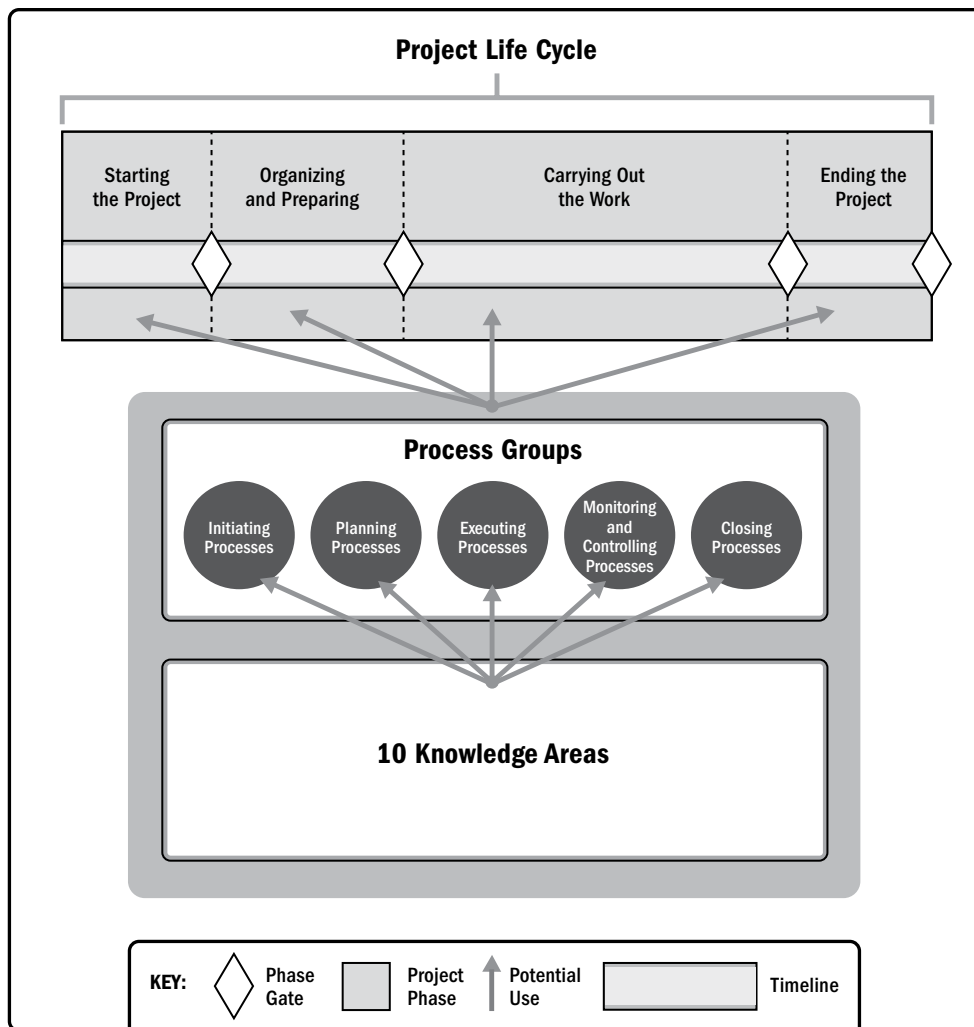 Project Life Cycle
Starting
the Project
Organizing
and Preparing
Carrying Out
the Work
Ending the
Project
Process Groups
Initiating
Processes
Planning
Processes
Executing
Processes
Monitoring
and
Controlling
Processes
Closing
Processes
10 Knowledge Areas
KEY:
Phase
Gate
Project
Phase
Potential
Use
Timeline